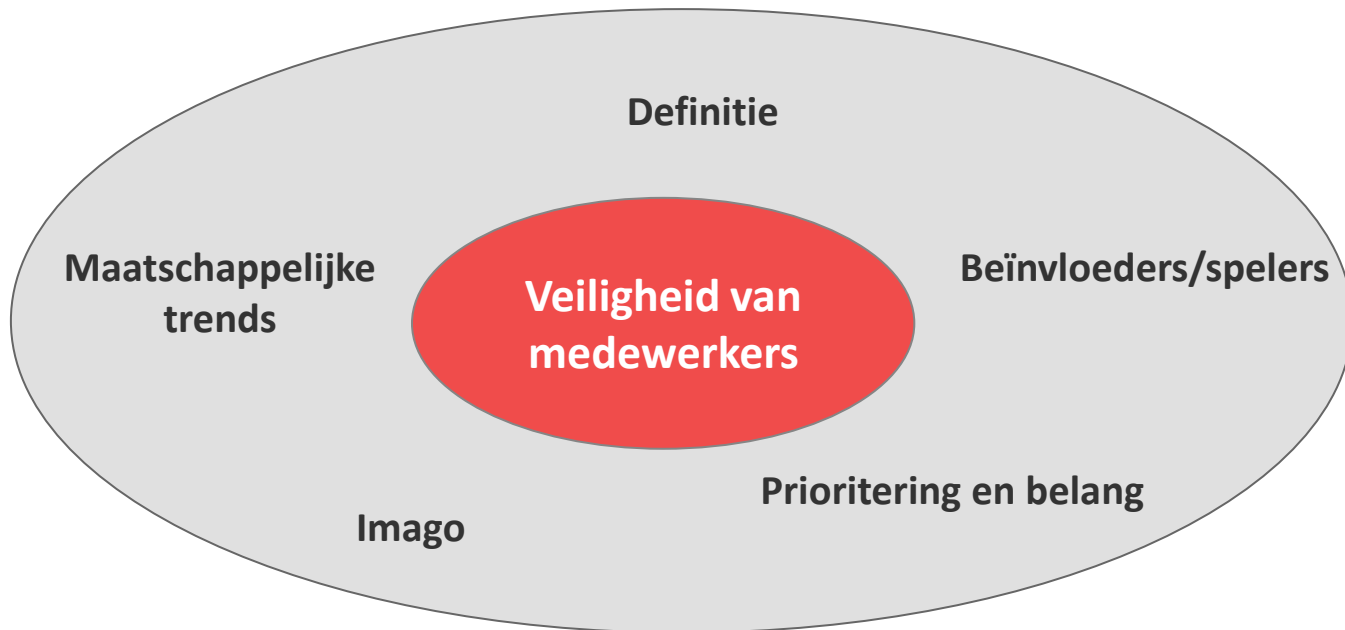 Definitie
Maatschappelijke
trends
Veiligheid van
medewerkers
Beïnvloeders/spelers
Prioritering en belang
Imago